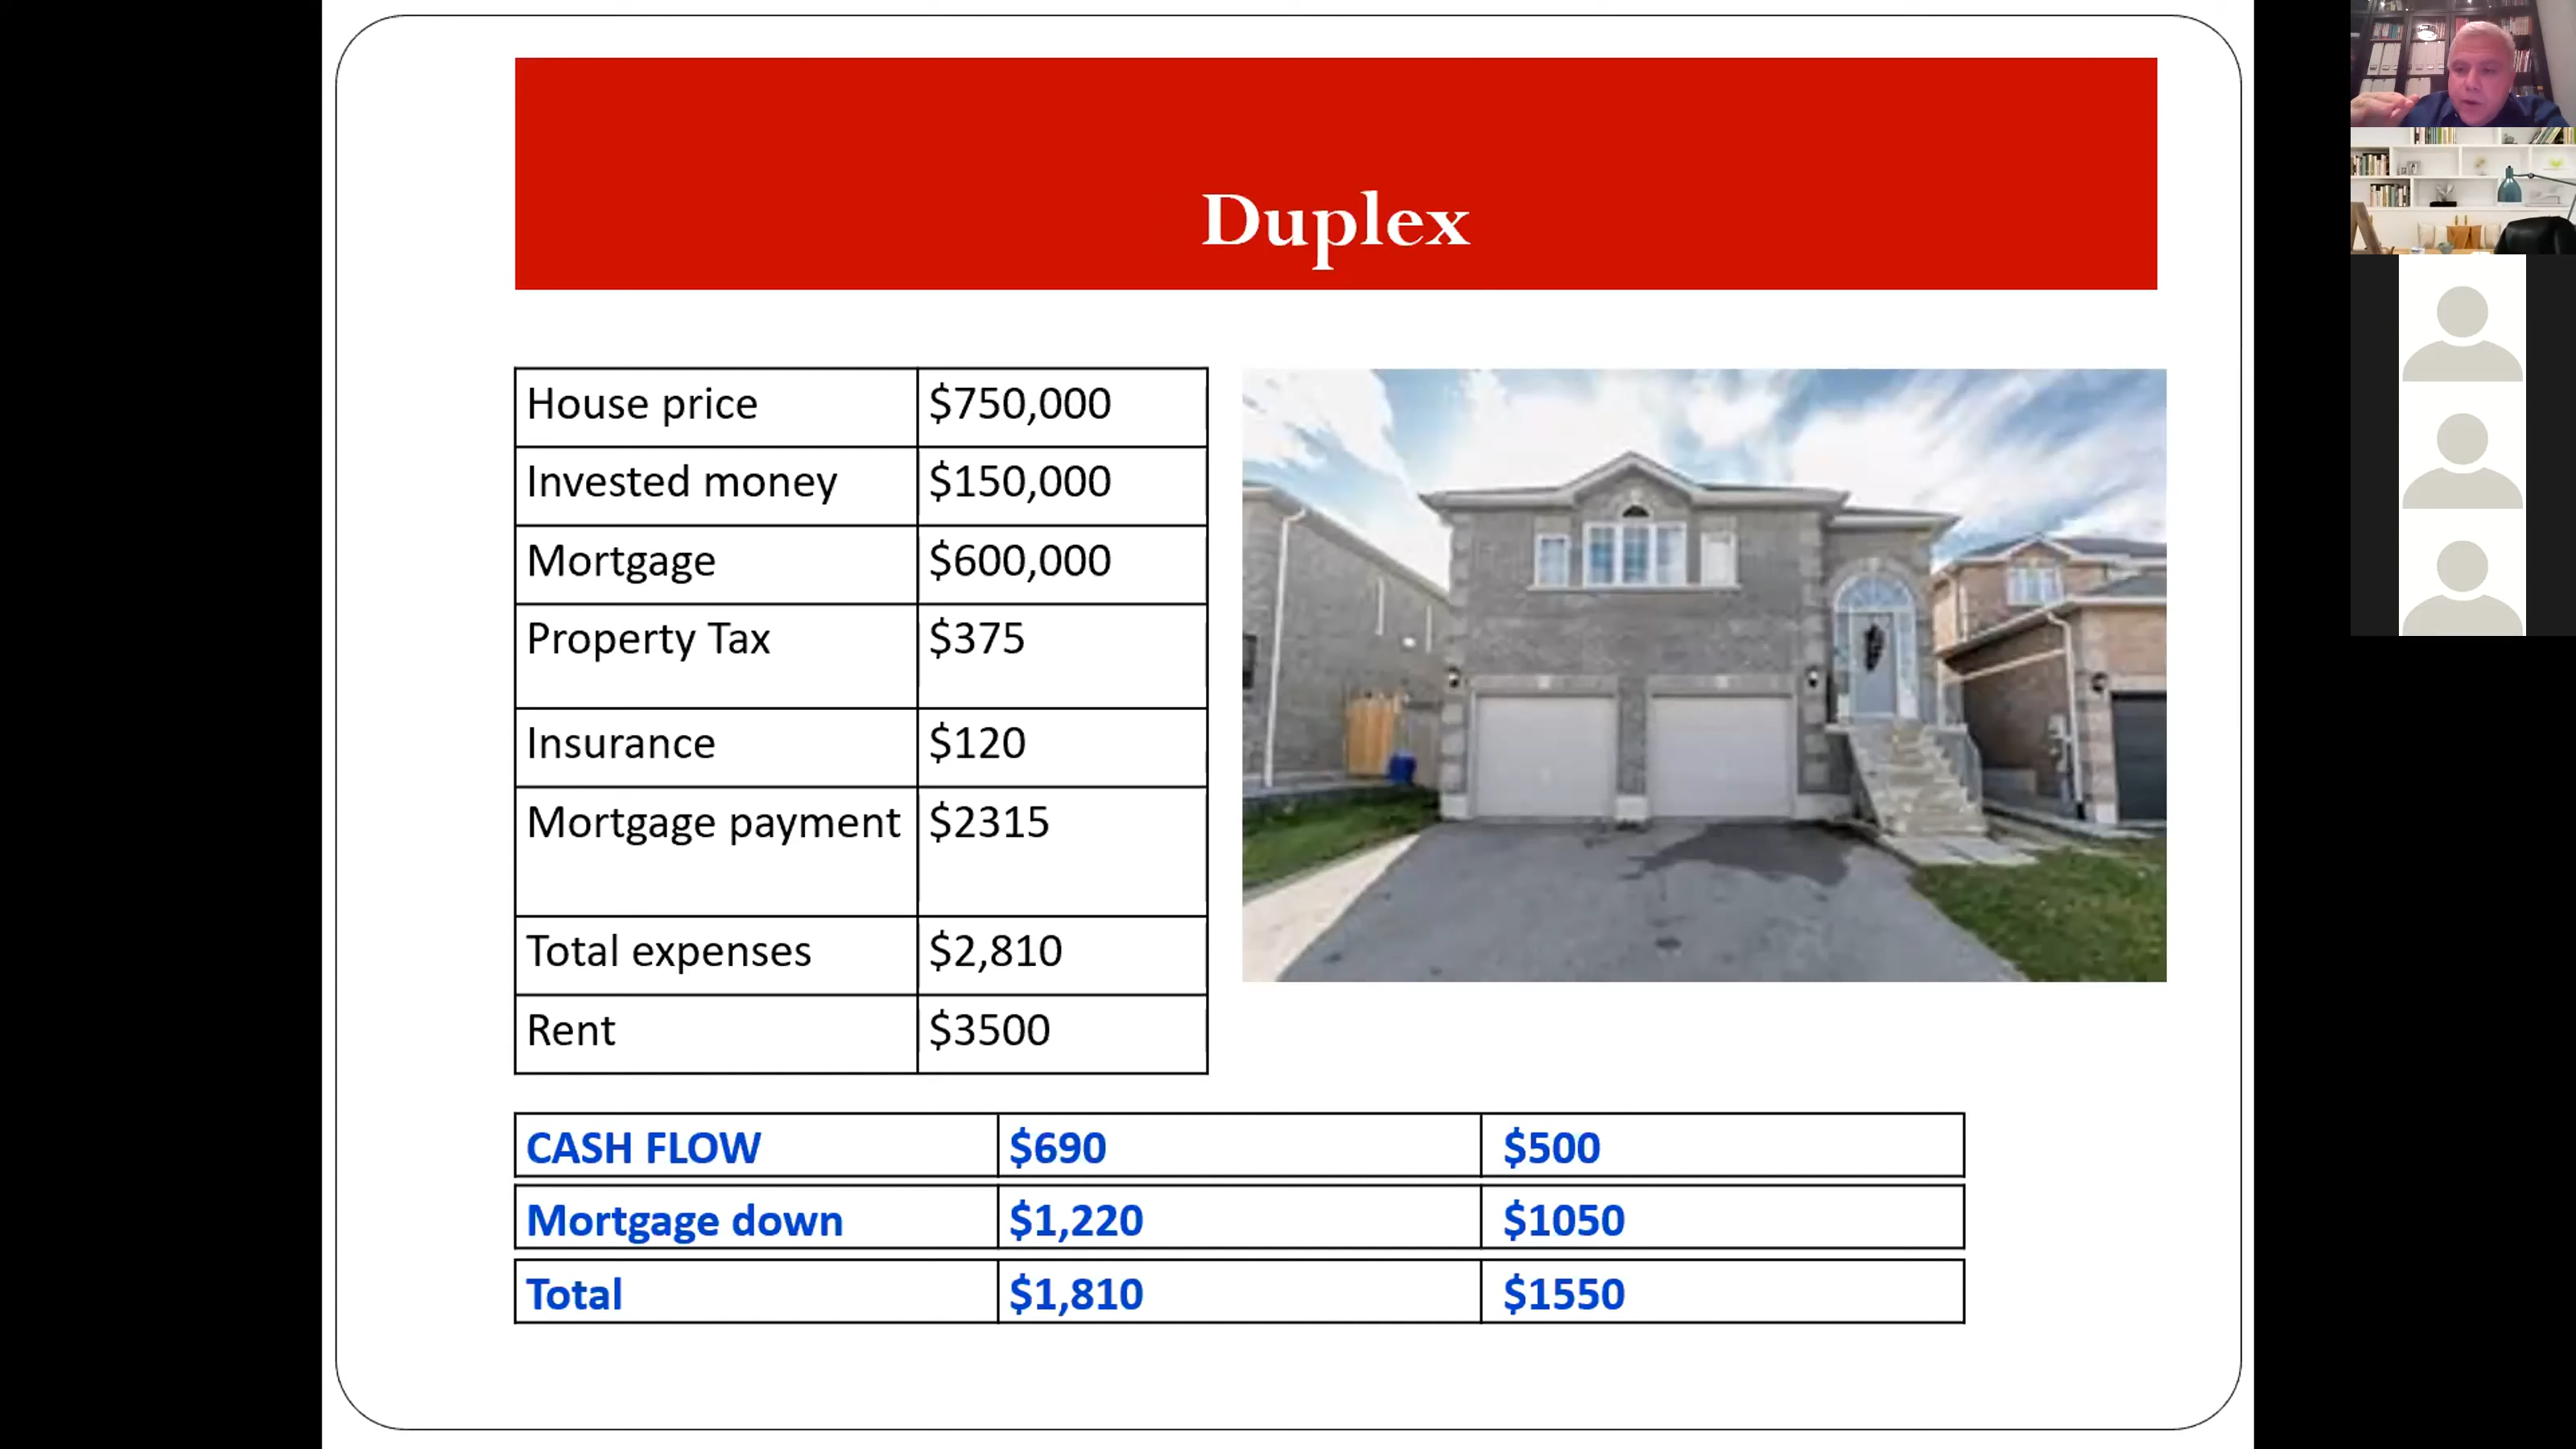 Duplex
House price $750,000
Invested money $150,000
Mortgage $600,000
Property Tax $375
Insurance $120
Mortgage payment $2315
Total expenses $2,810
Rent $3500
CASH FLOW $690 $500
Mortgage down $1,220 $1050
Total $1,810 $1550